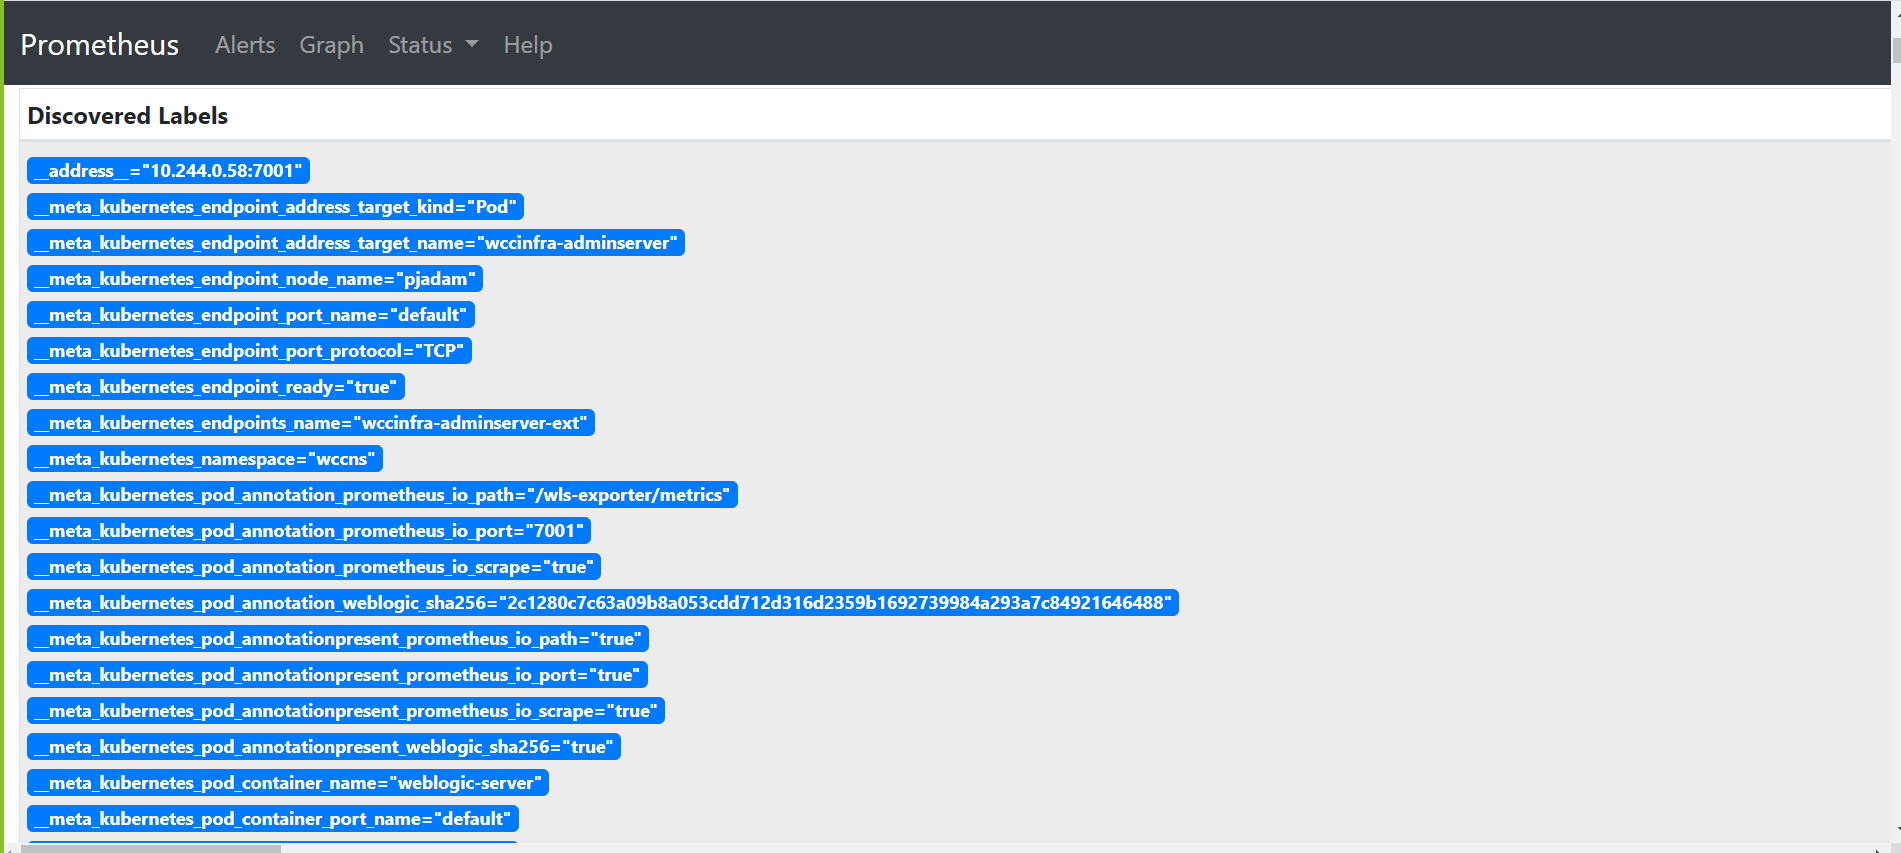 Prometheus Alerts Graph Status Help
Discovered Labels
__address__="10.244.0.58:7001"
__meta_kubernetes_endpoint_address_target_kind="Pod"
__meta_kubernetes_endpoint_address_target_name="wccinfra-adminserver"
__meta_kubernetes_endpoint_node_name="pjadam"
__meta_kubernetes_endpoint_port_name="default"
__meta_kubernetes_endpoint_port_protocol="TCP"
__meta_kubernetes_endpoint_ready="true"
__meta_kubernetes_endpoints_name="wccinfra-adminserver-ext"
__meta_kubernetes_namespace="wccns"
__meta_kubernetes_pod_annotation_prometheus_io_path="/wls-exporter/metrics"
__meta_kubernetes_pod_annotation_prometheus_io_port="7001"
__meta_kubernetes_pod_annotation_prometheus_io_scrape="true"
__meta_kubernetes_pod_annotation_weblogic_sha256="2c1280c7c63a09b8a053cdd712d316d2359b1692739984a293a7c84921646488"
__meta_kubernetes_pod_annotationpresent_prometheus_io_path="true"
__meta_kubernetes_pod_annotationpresent_prometheus_io_port="true"
__meta_kubernetes_pod_annotationpresent_prometheus_io_scrape="true"
__meta_kubernetes_pod_annotationpresent_weblogic_sha256="true"
__meta_kubernetes_pod_container_name="weblogic-server"
__meta_kubernetes_pod_container_port_name="default"